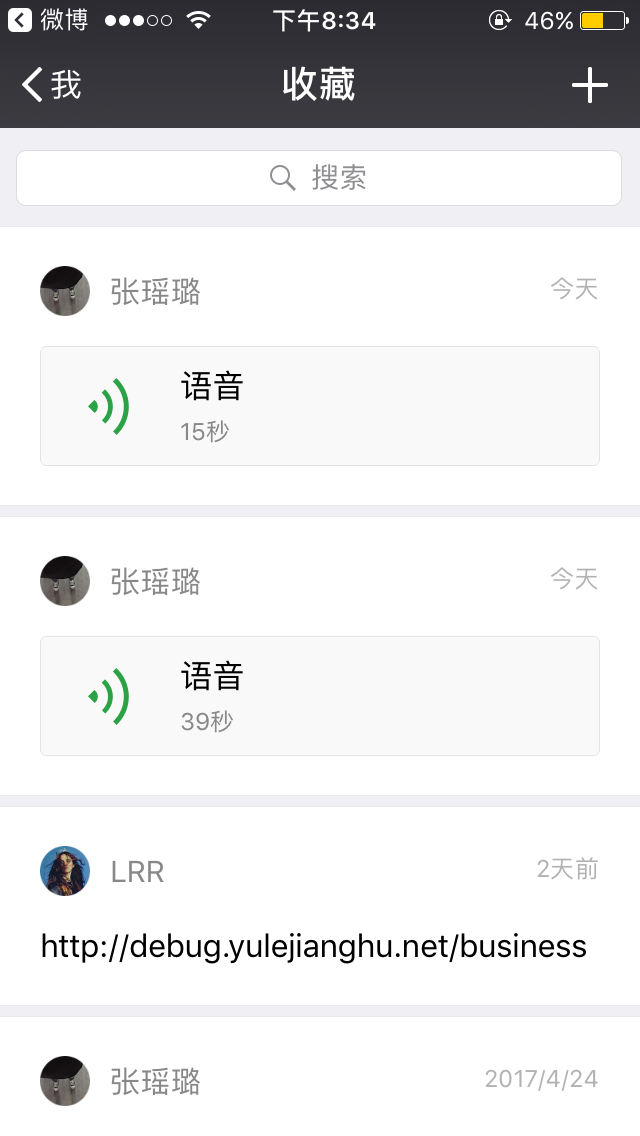 微博 下午8:34 46%
我 收藏
搜索
张瑶璐 今天
语音
15秒
张瑶璐 今天
语音
39秒
LRR 2天前
http://debug.yulejianghu.net/business
张瑶璐 2017/4/24